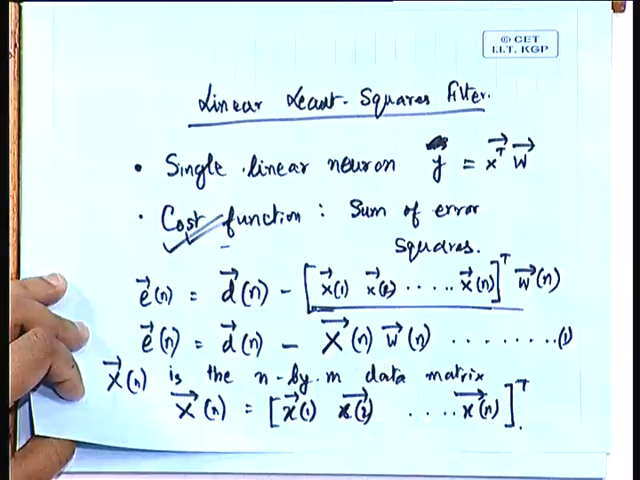 © CET
I.I.T. KGP
Linear Least-Squares Filter.
• Single linear neuron y = x⃗ᵀ w⃗
• Cost function : Sum of error
squares.
e⃗(n) = d⃗(n) - [x⃗(1) x⃗(2) ..... x⃗(n)]ᵀ w⃗(n)
e⃗(n) = d⃗(n) - X⃗(n) w⃗(n) ........ (1)
X⃗(n) is the n-by-m data matrix
X⃗(n) = [x⃗(1) x⃗(2) .... x⃗(n)]ᵀ.